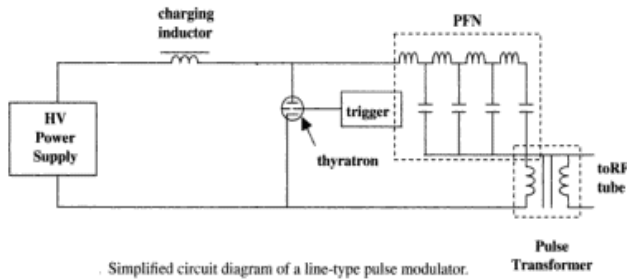 charging
inductor
PFN
HV
Power
Supply
trigger
thyratron
toRF
tube
Pulse
Transformer
Simplified circuit diagram of a line-type pulse modulator.